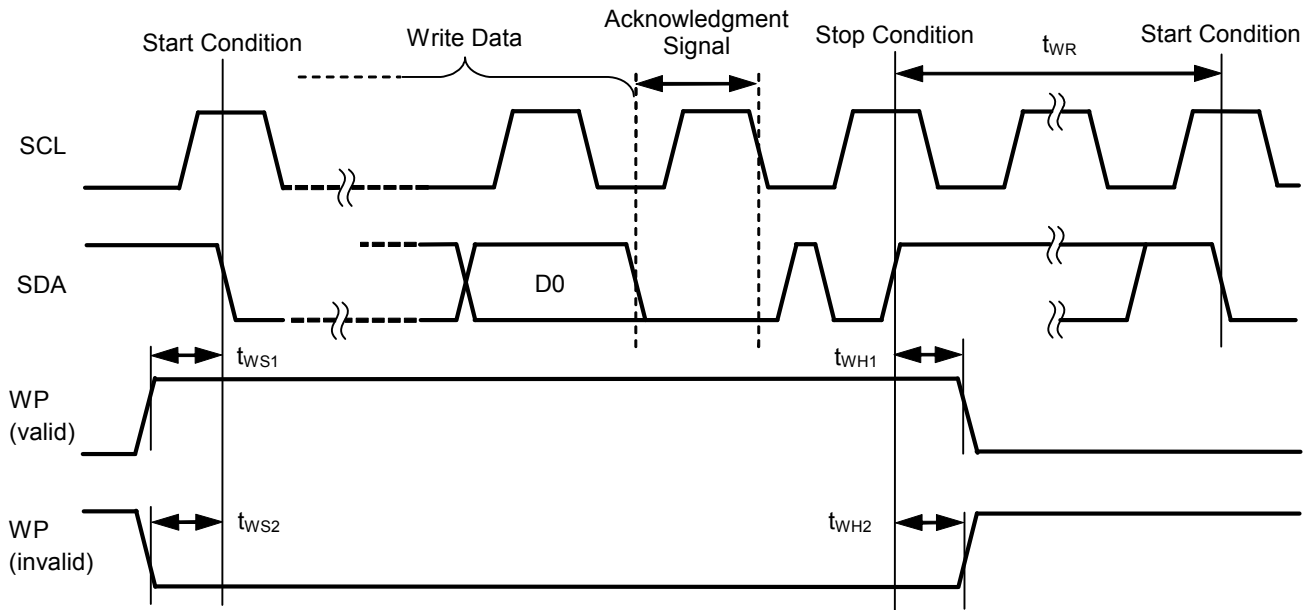 Start Condition
Write Data
Acknowledgment
Signal
Stop Condition
tWR
Start Condition
SCL
SDA
D0
tWS1
tWH1
WP
(valid)
tWS2
tWH2
WP
(invalid)